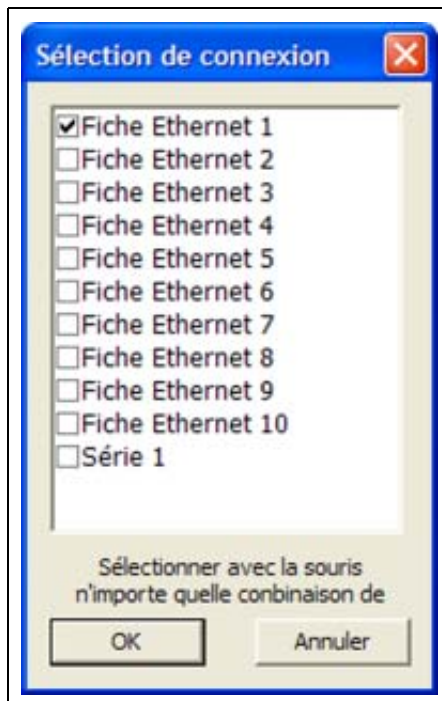 Sélection de connexion
Fiche Ethernet 1
Fiche Ethernet 2
Fiche Ethernet 3
Fiche Ethernet 4
Fiche Ethernet 5
Fiche Ethernet 6
Fiche Ethernet 7
Fiche Ethernet 8
Fiche Ethernet 9
Fiche Ethernet 10
Série 1
Sélectionner avec la souris
n'importe quelle conbinaison de
OK
Annuler